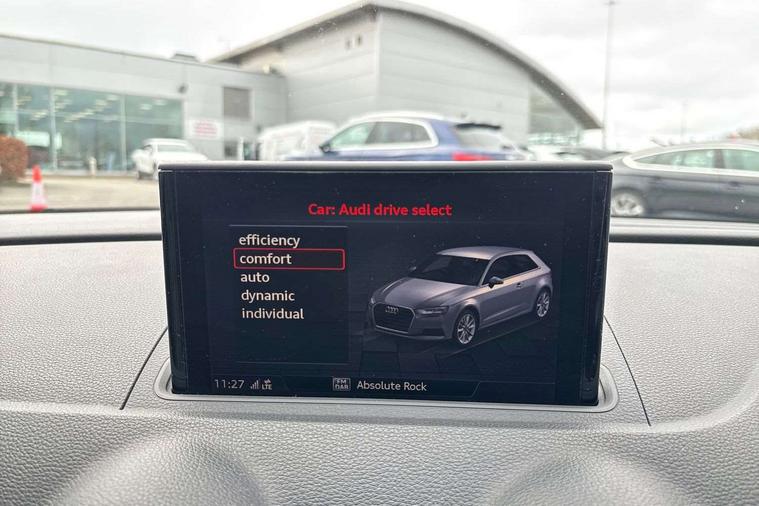 Car: Audi drive select
efficiency
comfort
auto
dynamic
individual
11:27 LTE FM DAB Absolute Rock